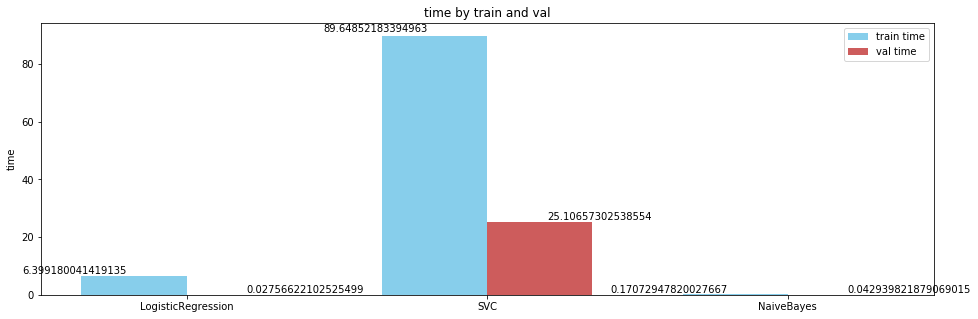 time by train and val
89.64852183394963
train time
val time
80
60
time
40
25.10657302538554
20
6.399180041419135
0.02756622102525499
0.17072947820027667
0.042939821879069015
0
LogisticRegression
SVC
NaiveBayes